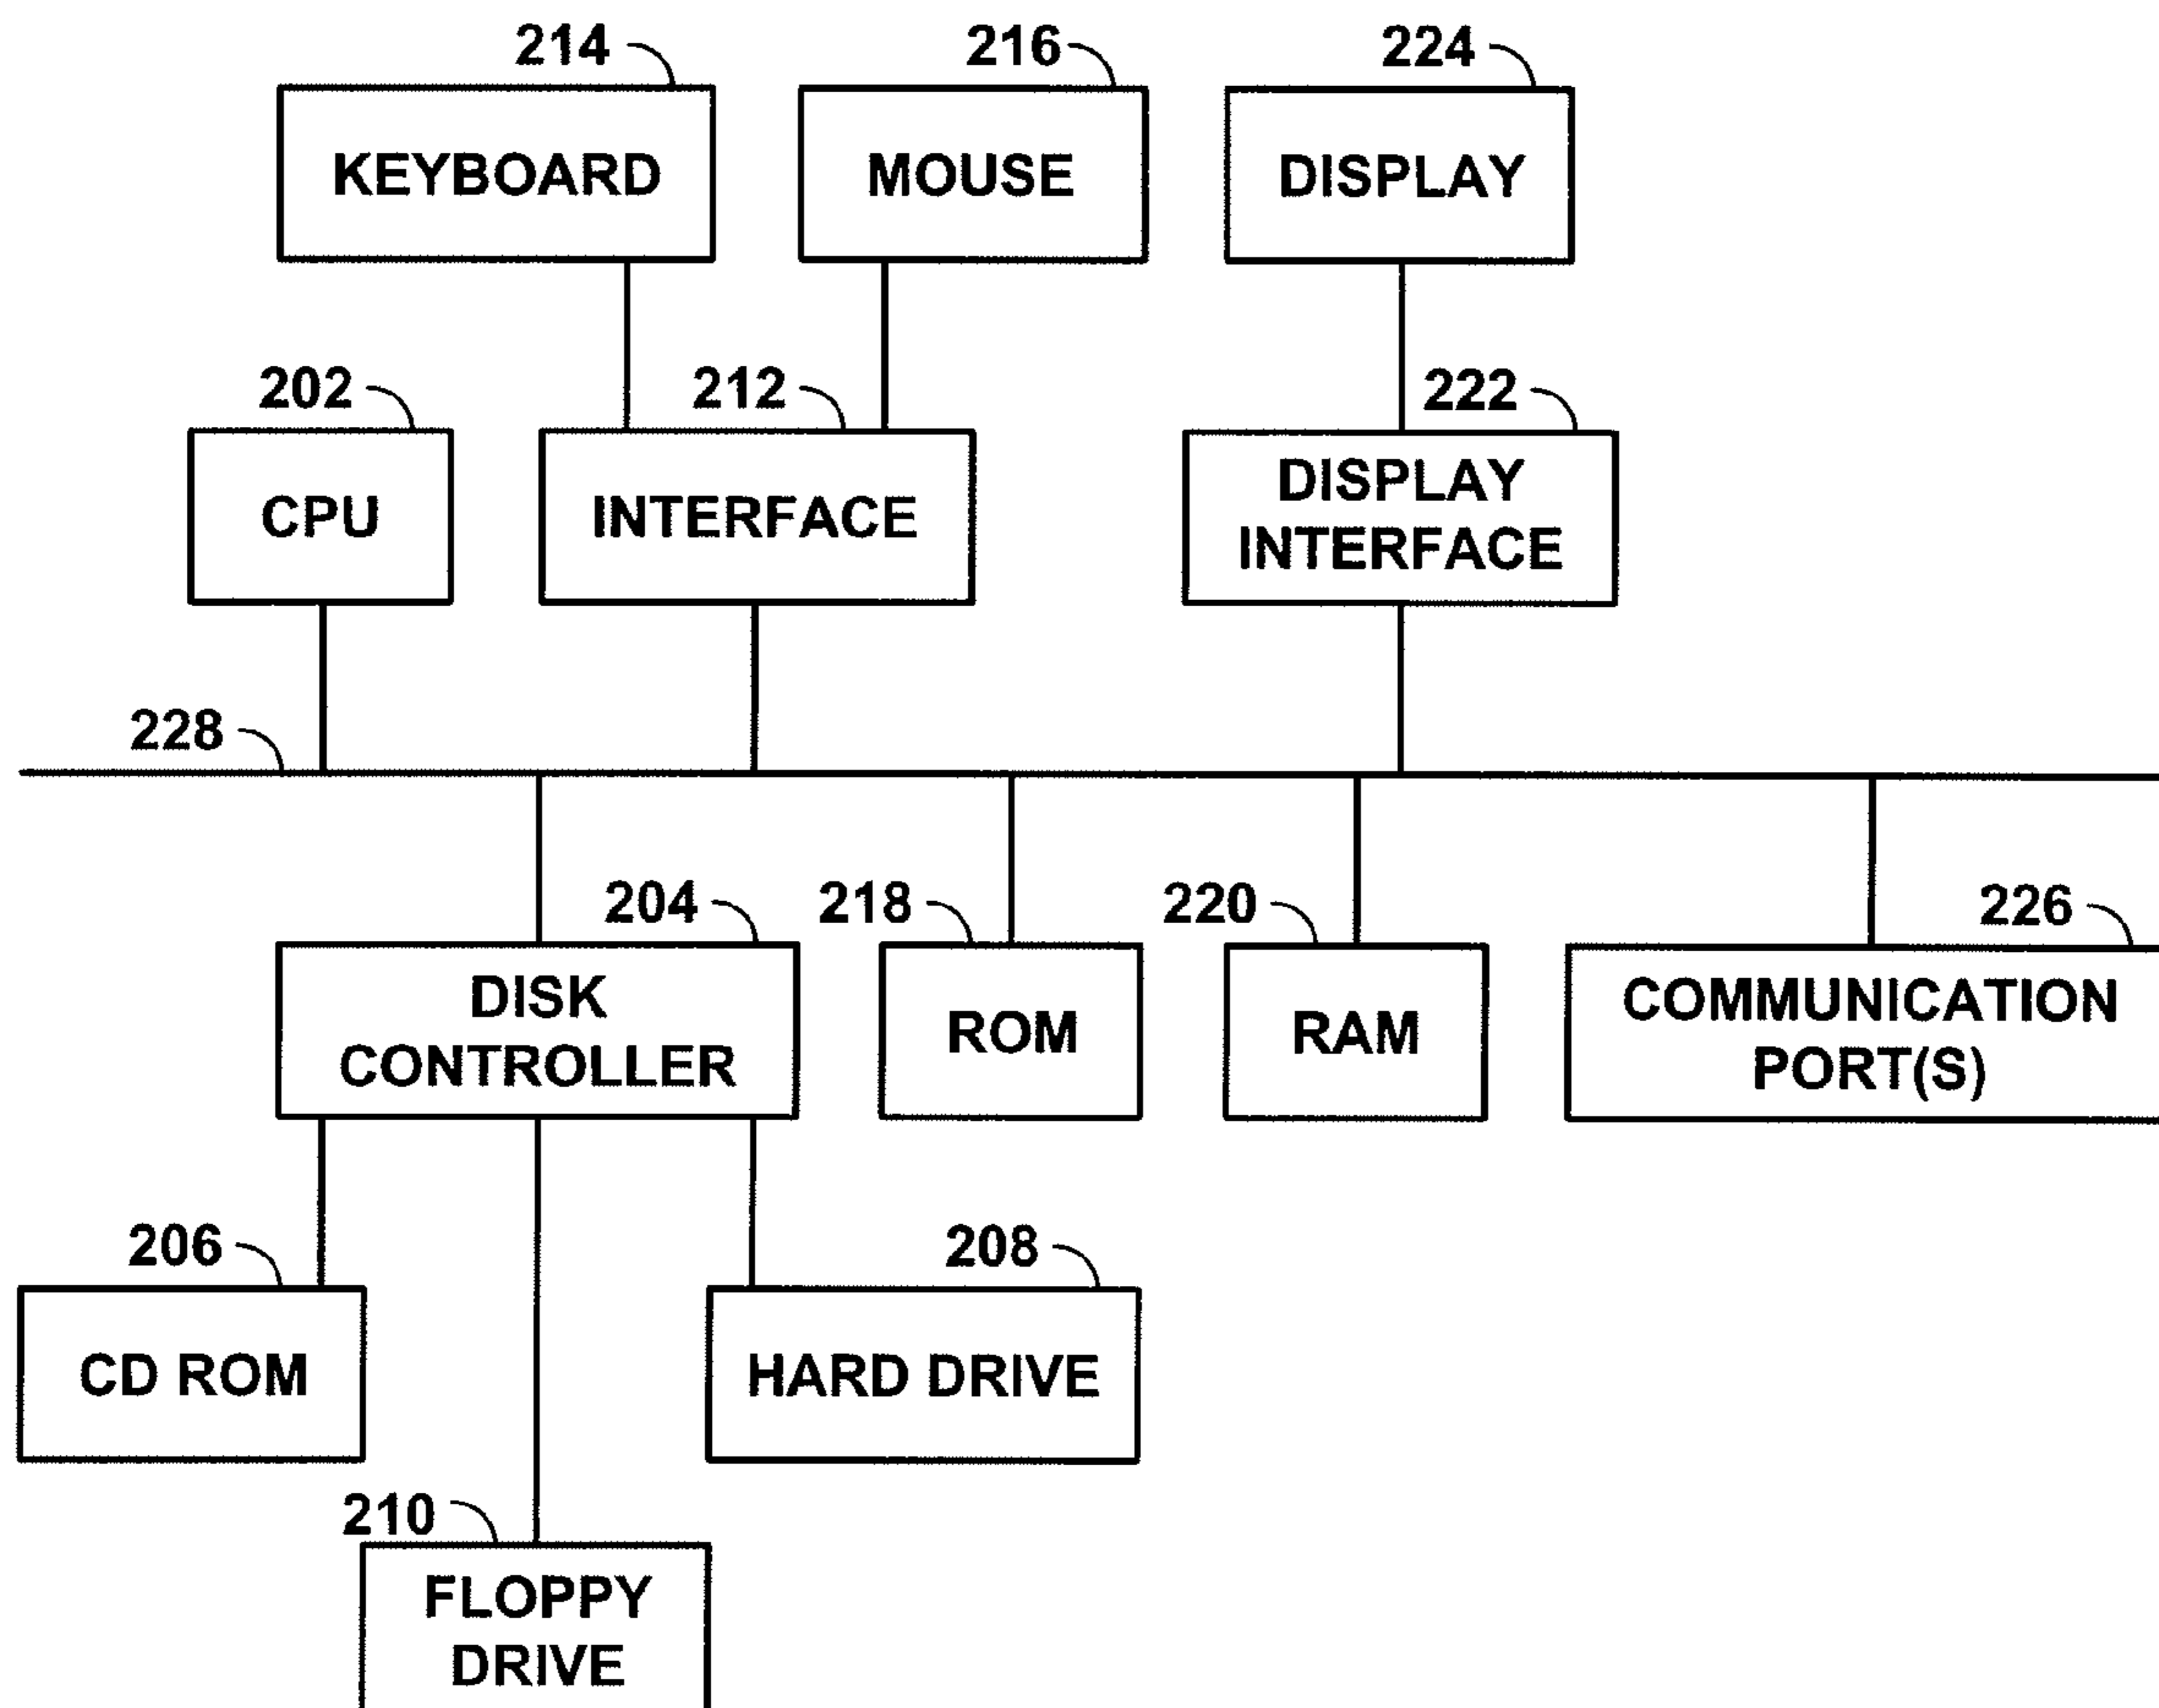 214
216
224
KEYBOARD
MOUSE
DISPLAY
202
212
222
CPU
INTERFACE
DISPLAY
INTERFACE
228
204
218
220
226
DISK
CONTROLLER
ROM
RAM
COMMUNICATION
PORT(S)
206
208
CD ROM
HARD DRIVE
210
FLOPPY
DRIVE